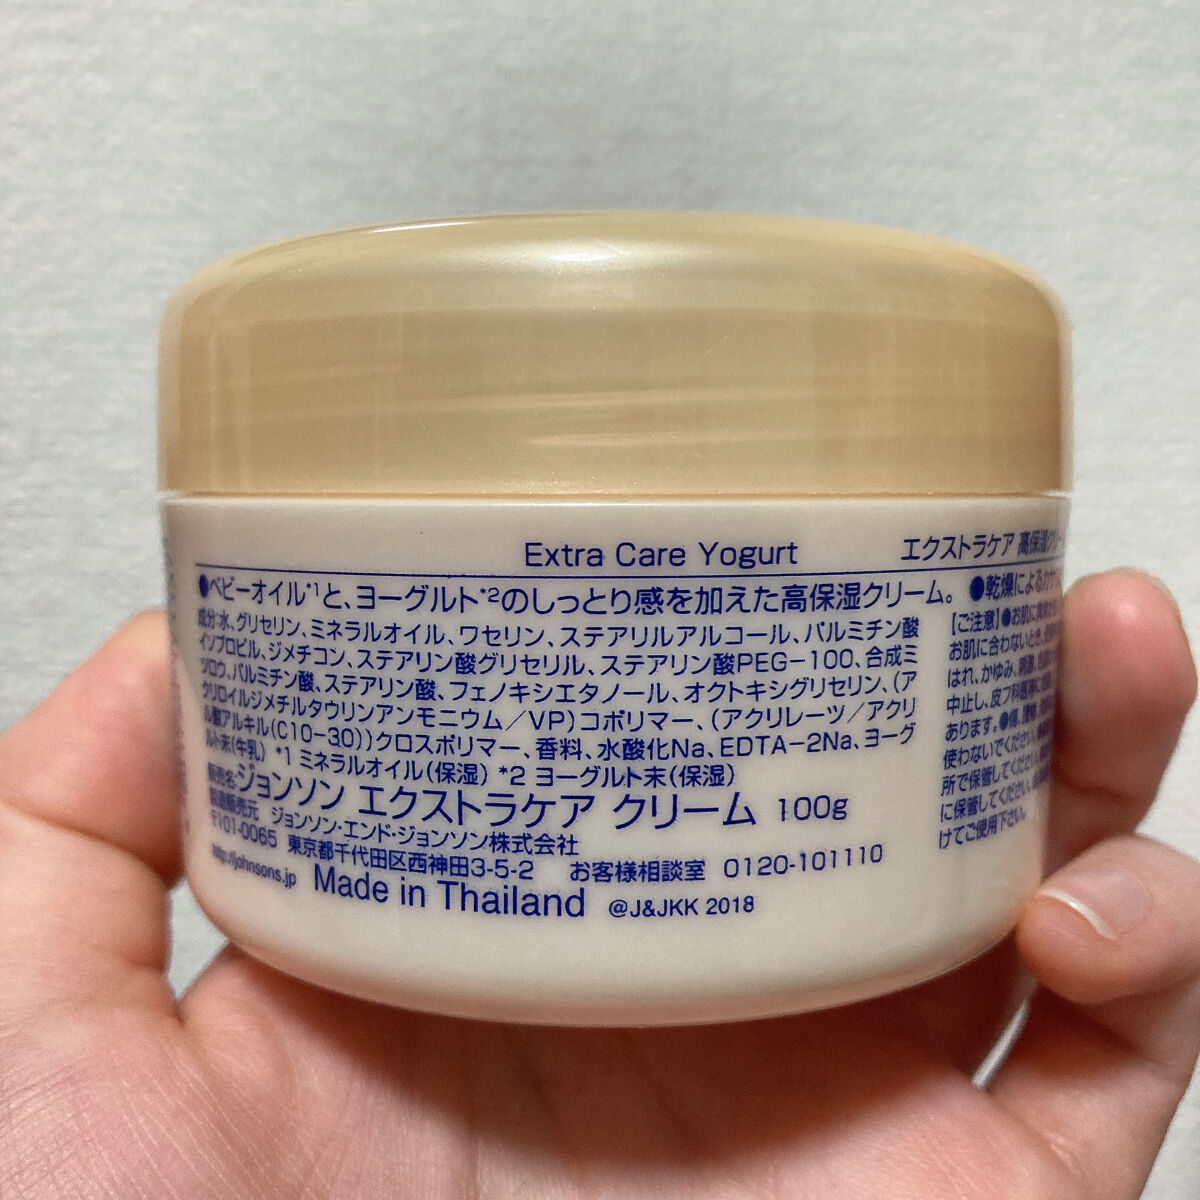 Extra Care Yogurt
●ベビーオイル*1と、ヨーグルト*2のしっとり感を加えた高保湿クリーム。
成分:水、グリセリン、ミネラルオイル、ワセリン、ステアリルアルコール、パルミチン酸
イソプロピル、ジメチコン、ステアリン酸グリセリル、ステアリン酸PEG-100、合成ミ
ツロウ、パルミチン酸、ステアリン酸、フェノキシエタノール、オクトキシグリセリン、(ア
クリロイルジメチルタウリンアンモニウム/VP)コポリマー、(アクリレーツ/アクリ
ル酸アルキル(C10-30))クロスポリマー、香料、水酸化Na、EDTA-2Na、ヨーグ
ルト末(牛乳) *1 ミネラルオイル(保湿) *2 ヨーグルト末(保湿)
販売名:ジョンソン エクストラケア クリーム 100g
製造販売元 ジョンソン・エンド・ジョンソン株式会社
〒101-0065 東京都千代田区西神田3-5-2 お客様相談室 0120-101110
http://johnsons.jp Made in Thailand @J&JKK 2018
エクストラケア 高保湿クリー
●乾燥による
【ご注意】●お肌に
お肌に合わないとき、
はれ、かゆみ、刺激、
中止し、皮フ科
あります。●傷、
使わないでください。
所で保管してください。
に保管してください。
けてご使用下さい。